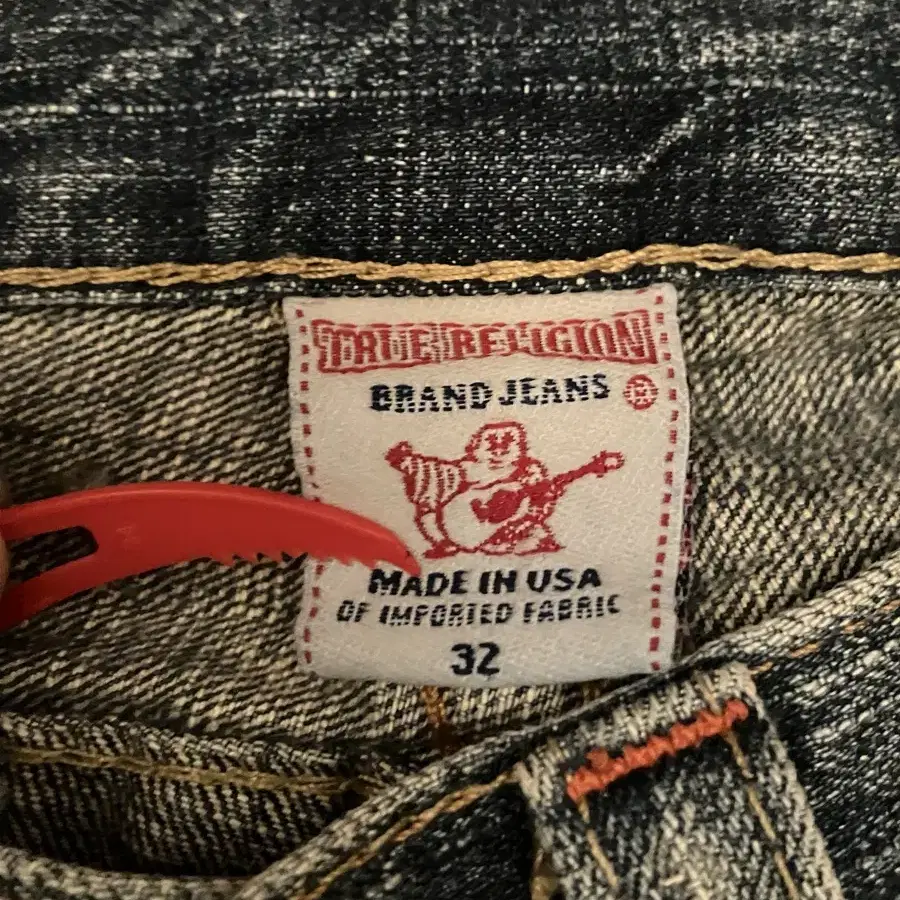 TRUE RELIGION
BRAND JEANS ®
MADE IN USA
OF IMPORTED FABRIC
32